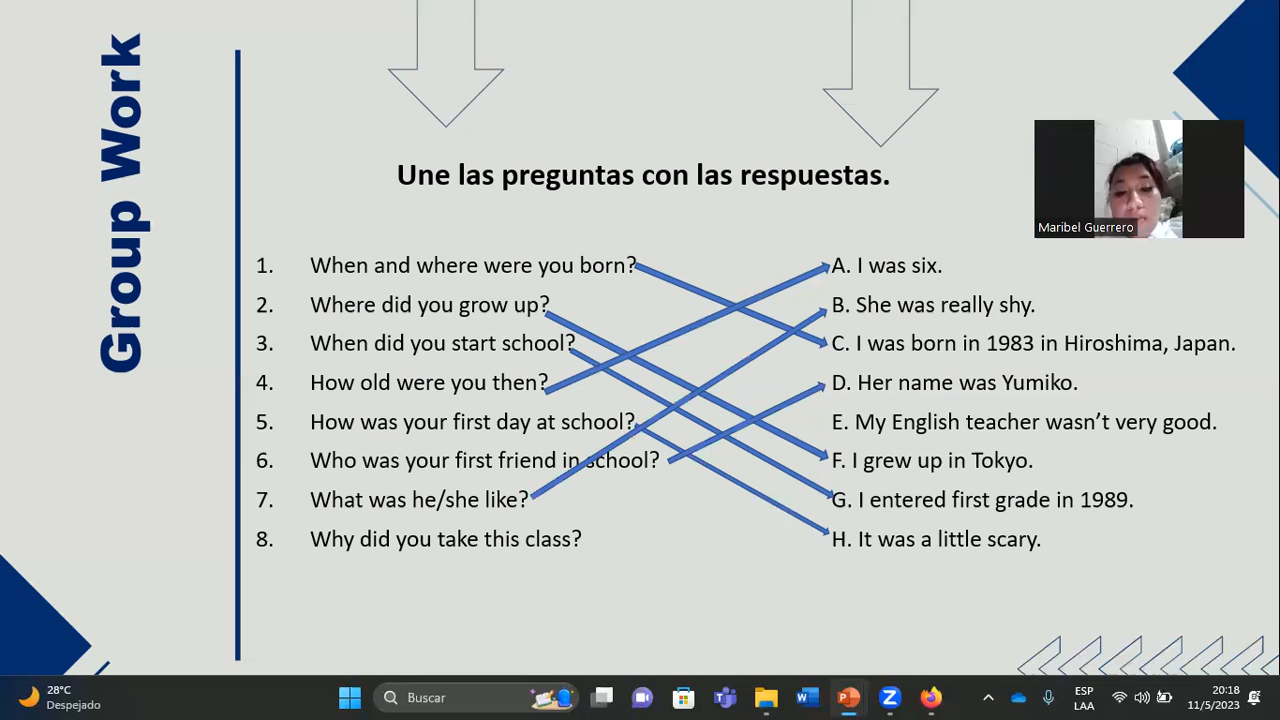 Group Work
Une las preguntas con las respuestas.
Maribel Guerrero
1. When and where were you born?
2. Where did you grow up?
3. When did you start school?
4. How old were you then?
5. How was your first day at school?
6. Who was your first friend in school?
7. What was he/she like?
8. Why did you take this class?
A. I was six.
B. She was really shy.
C. I was born in 1983 in Hiroshima, Japan.
D. Her name was Yumiko.
E. My English teacher wasn’t very good.
F. I grew up in Tokyo.
G. I entered first grade in 1989.
H. It was a little scary.
28°C
Despejado
Buscar
ESP
LAA
20:18
11/5/2023